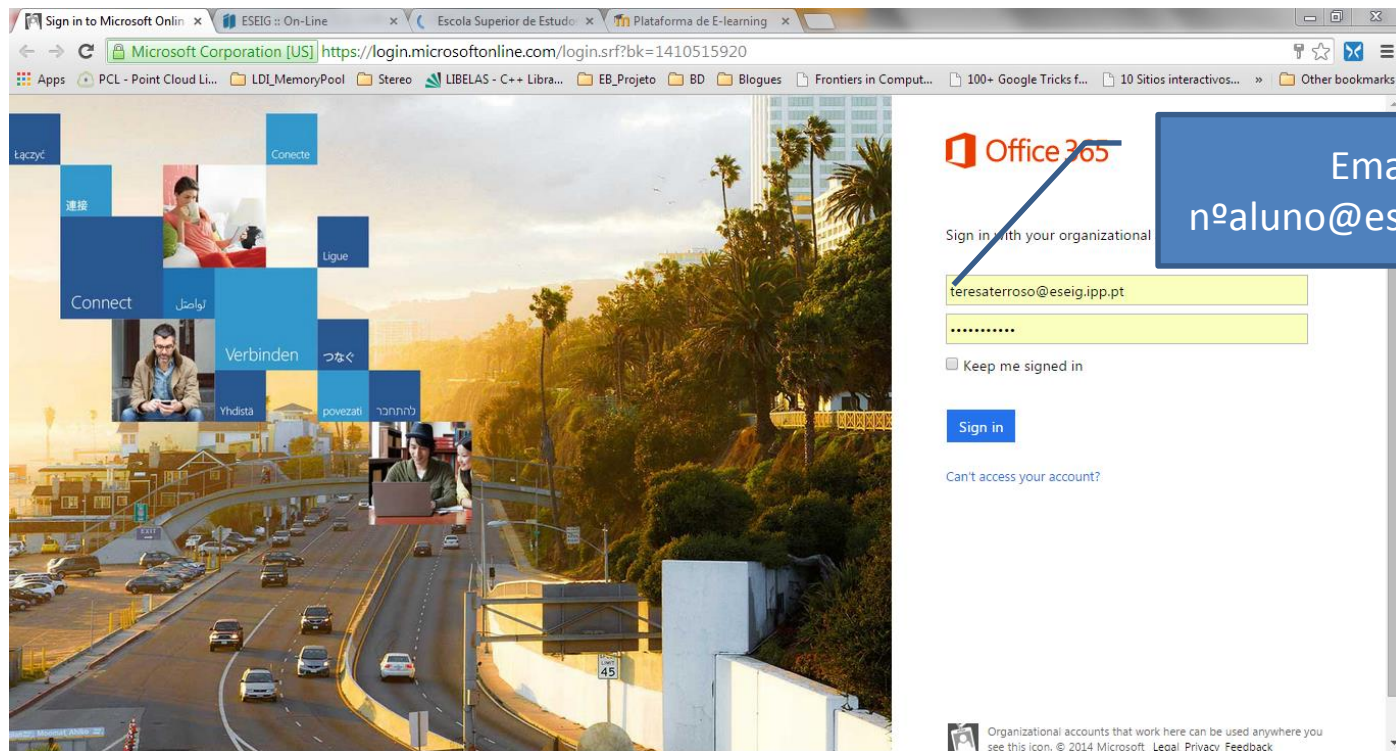 Sign in to Microsoft Onlin
ESEIG :: On-Line
Escola Superior de Estudo
Plataforma de E-learning
Microsoft Corporation [US] https://login.microsoftonline.com/login.srf?bk=1410515920
Apps PCL - Point Cloud Li... LDI_MemoryPool Stereo LIBELAS - C++ Libra... EB_Projeto BD Blogues Frontiers in Comput... 100+ Google Tricks f... 10 Sitios interactivos... » Other bookmarks
Łączyć
Conecte
連接
Ligue
Connect
تواصَل
Verbinden
つなぐ
Yhdistä
povezati
להתחבר
EXIT
SPEED
LIMIT
45
Office 365
Ema
nºaluno@es
Sign in with your organizational
teresaterroso@eseig.ipp.pt
Keep me signed in
Sign in
Can't access your account?
Organizational accounts that work here can be used anywhere you
see this icon. © 2014 Microsoft Legal Privacy Feedback